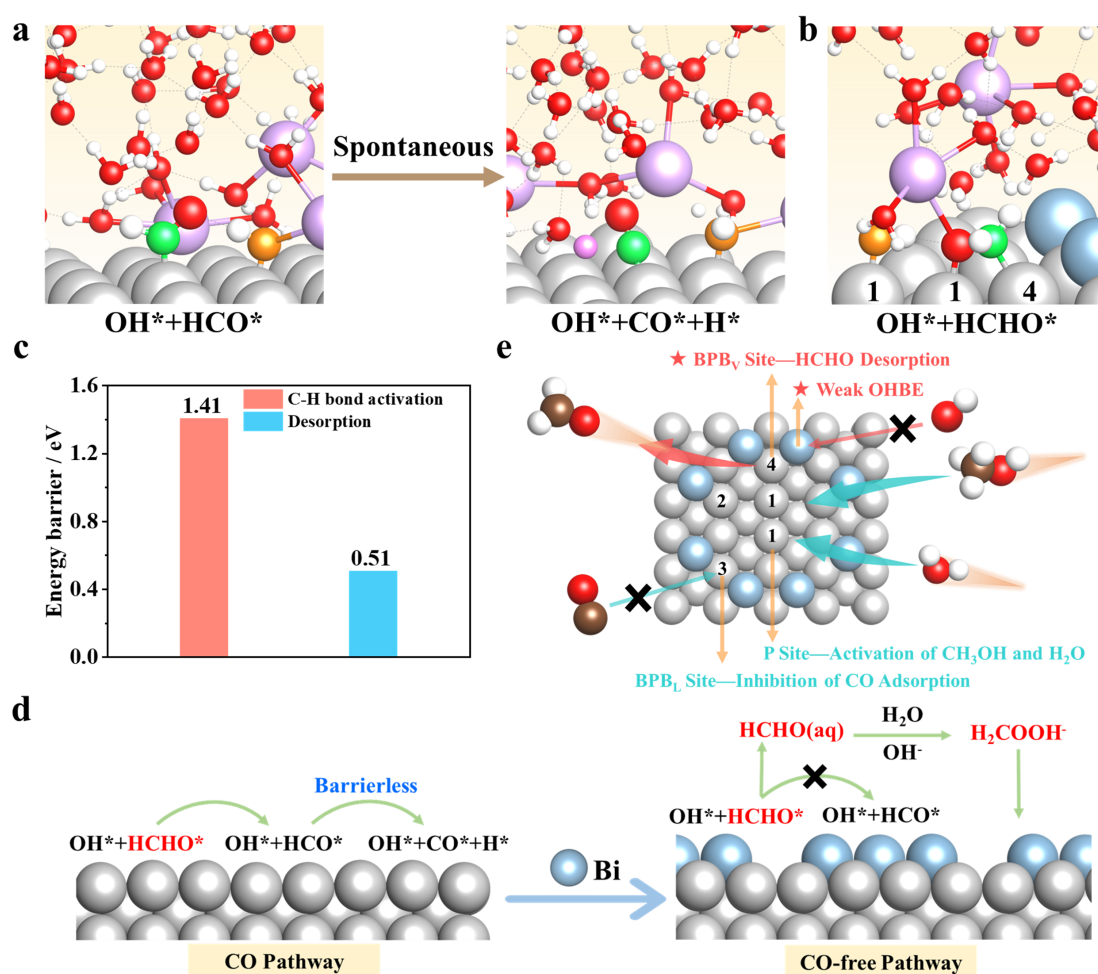 a
Spontaneous
OH*+HCO*
OH*+CO*+H*
b
1
1
4
OH*+HCHO*
c
Energy barrier / eV
1.6
1.2
0.8
0.4
0.0
1.41
0.51
C-H bond activation
Desorption
e
★ BPBV Site—HCHO Desorption
★ Weak OHBE
4
2
1
1
3
P Site—Activation of CH3OH and H2O
BPBL Site—Inhibition of CO Adsorption
d
Barrierless
OH*+HCHO*
OH*+HCO*
OH*+CO*+H*
CO Pathway
Bi
HCHO(aq)
H2O
OH-
H2COOH-
OH*+HCHO*
OH*+HCO*
CO-free Pathway